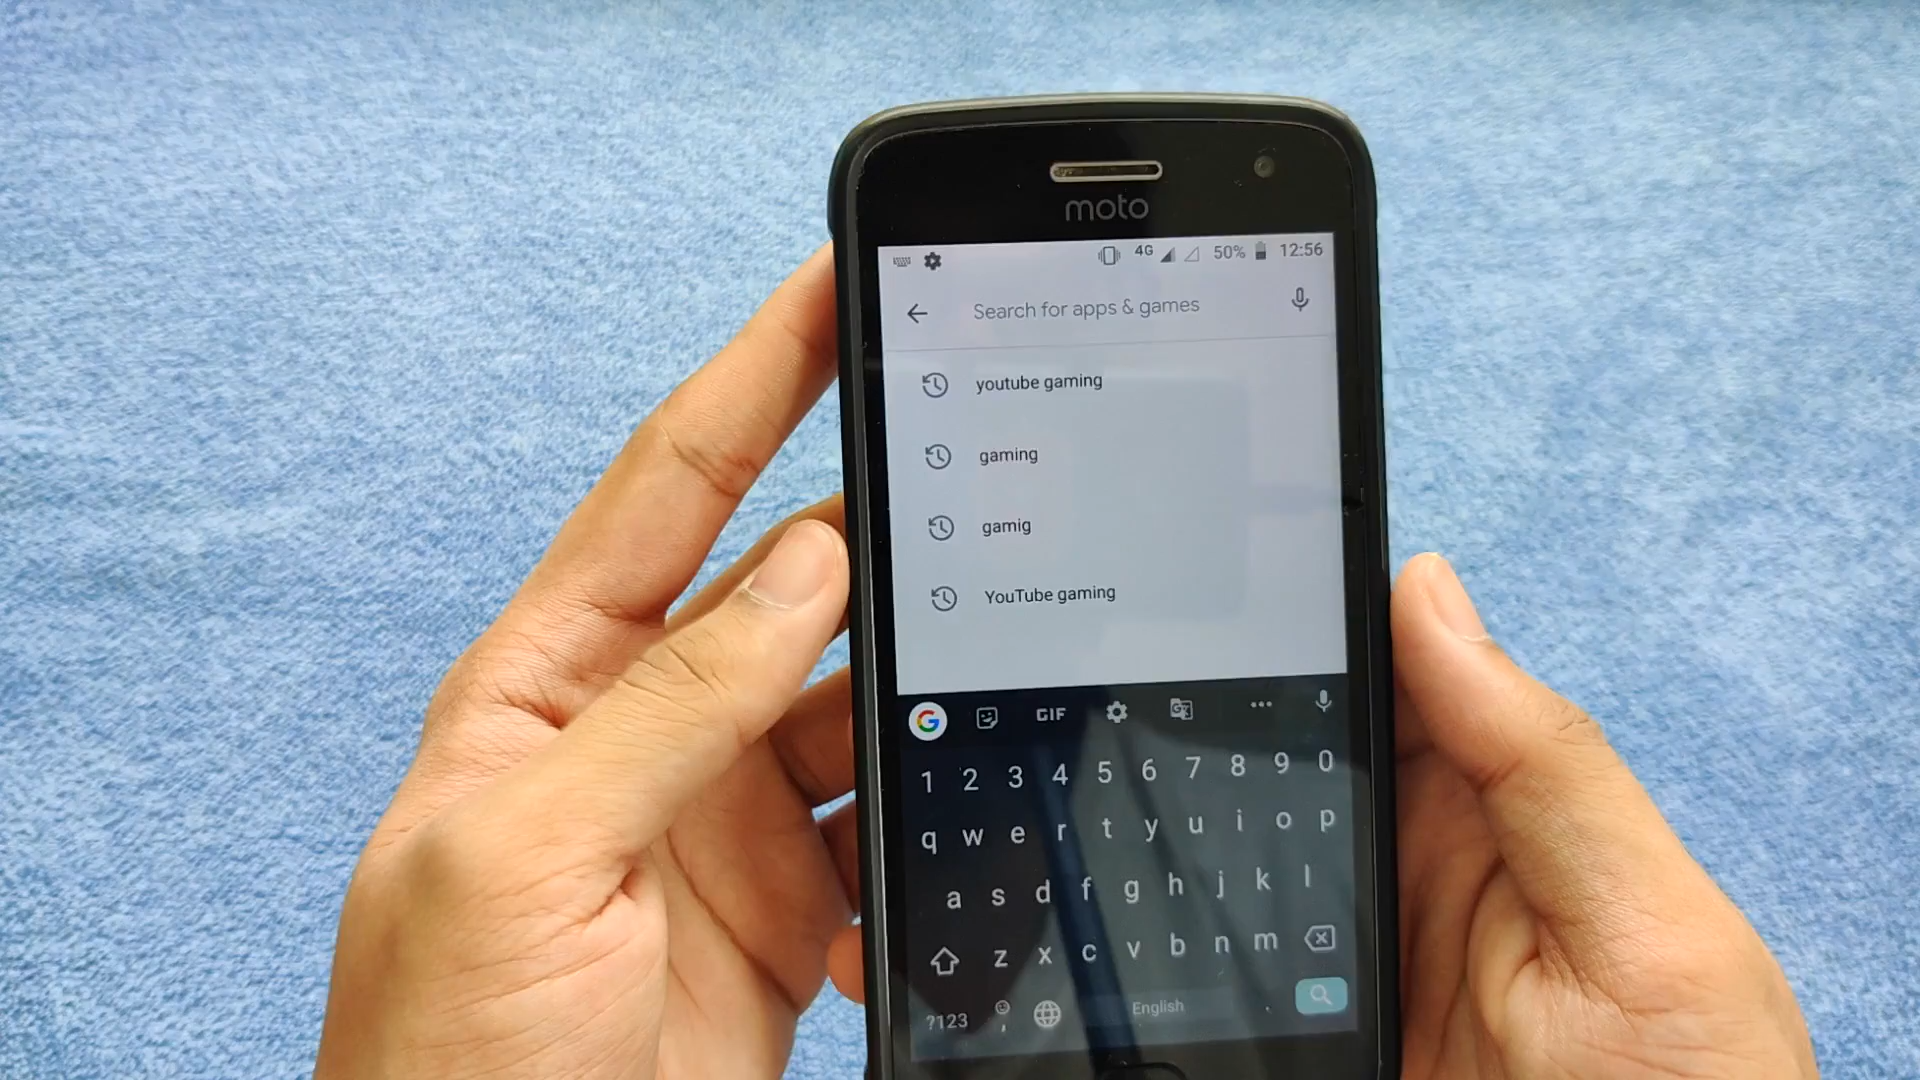 moto
4G 50% 12:56
Search for apps & games
youtube gaming
gaming
gamig
YouTube gaming
G GIF
1 2 3 4 5 6 7 8 9 0
q w e r t y u i o p
a s d f g h j k l
z x c v b n m
?123 , English .